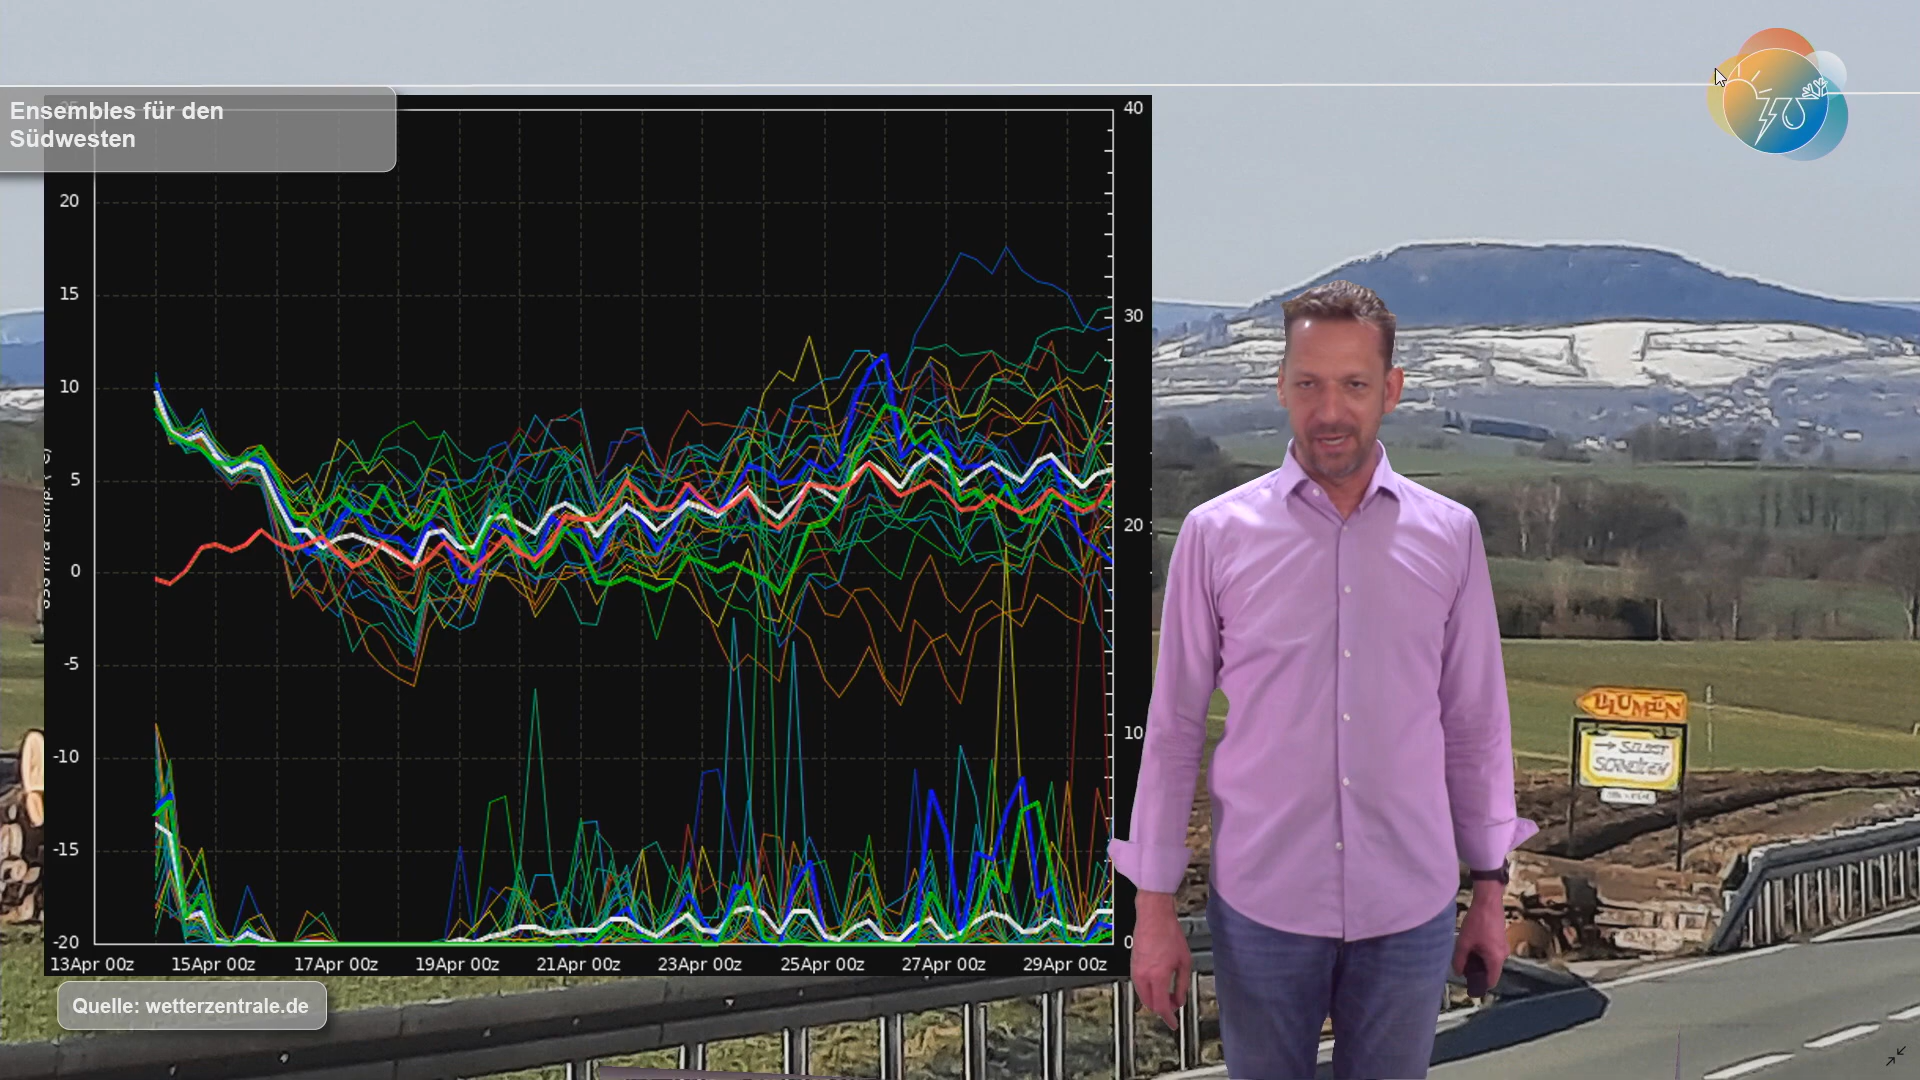 Ensembles für den
Südwesten
40
20
15
30
10
5
20
0
-5
10
-10
-15
-20
0
13Apr 00z 15Apr 00z 17Apr 00z 19Apr 00z 21Apr 00z 23Apr 00z 25Apr 00z 27Apr 00z 29Apr 00z
Quelle: wetterzentrale.de
BLUMEN
SELBST
SCHNEIDEN